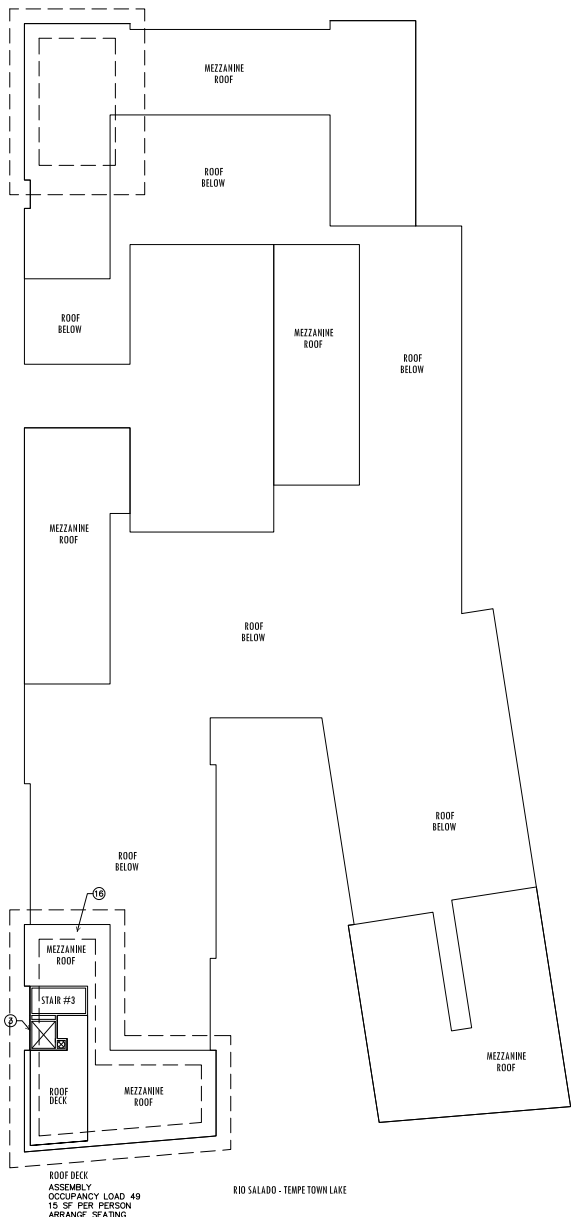 MEZZANINE
ROOF
ROOF
BELOW
ROOF
BELOW
MEZZANINE
ROOF
ROOF
BELOW
MEZZANINE
ROOF
ROOF
BELOW
ROOF
BELOW
ROOF
BELOW
16
MEZZANINE
ROOF
STAIR #3
3
MEZZANINE
ROOF
ROOF
DECK
MEZZANINE
ROOF
ROOF DECK
ASSEMBLY
OCCUPANCY LOAD 49
15 SF PER PERSON
ARRANGE SEATING
RIO SALADO - TEMPE TOWN LAKE